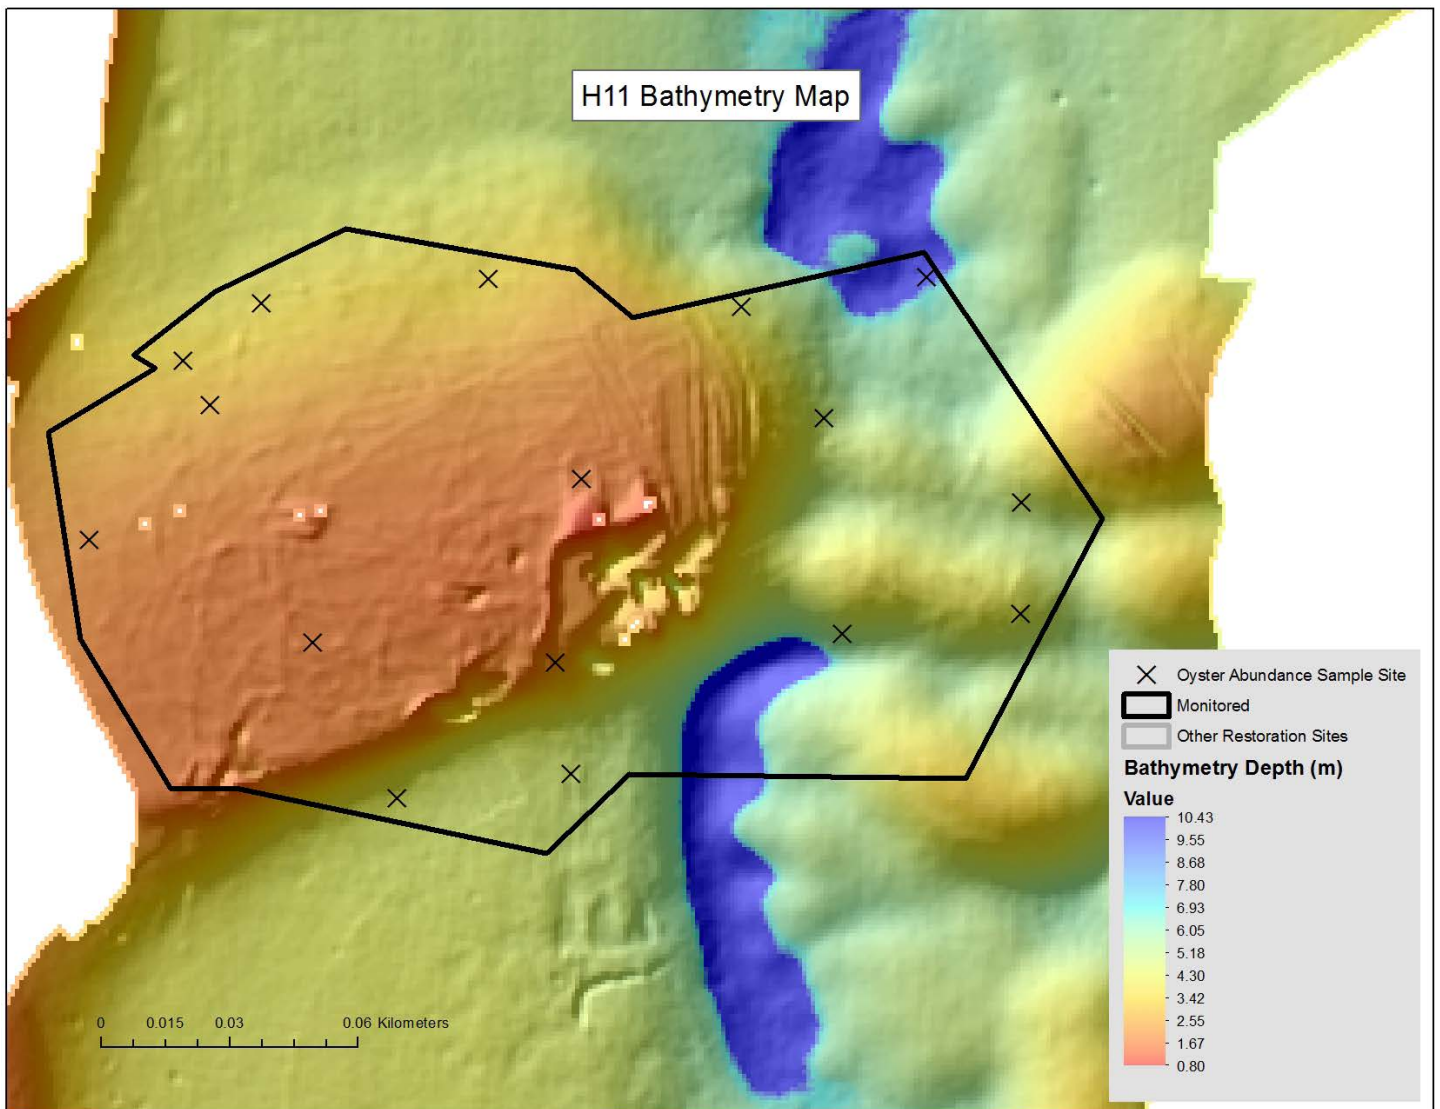 H11 Bathymetry Map
Oyster Abundance Sample Site
Monitored
Other Restoration Sites
Bathymetry Depth (m)
Value
10.43
9.55
8.68
7.80
6.93
6.05
5.18
4.30
3.42
2.55
1.67
0.80
0 0.015 0.03 0.06 Kilometers